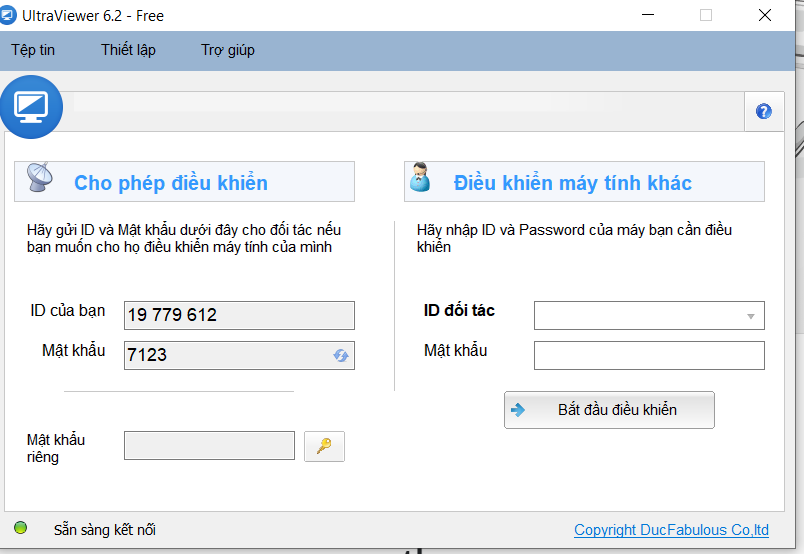 UltraViewer 6.2 - Free
Tệp tin Thiết lập Trợ giúp
Cho phép điều khiển
Hãy gửi ID và Mật khẩu dưới đây cho đối tác nếu
bạn muốn cho họ điều khiển máy tính của mình
ID của bạn 19 779 612
Mật khẩu 7123
Mật khẩu
riêng
Điều khiển máy tính khác
Hãy nhập ID và Password của máy bạn cần điều
khiển
ID đối tác
Mật khẩu
Bắt đầu điều khiển
Sẵn sàng kết nối
Copyright DucFabulous Co,ltd